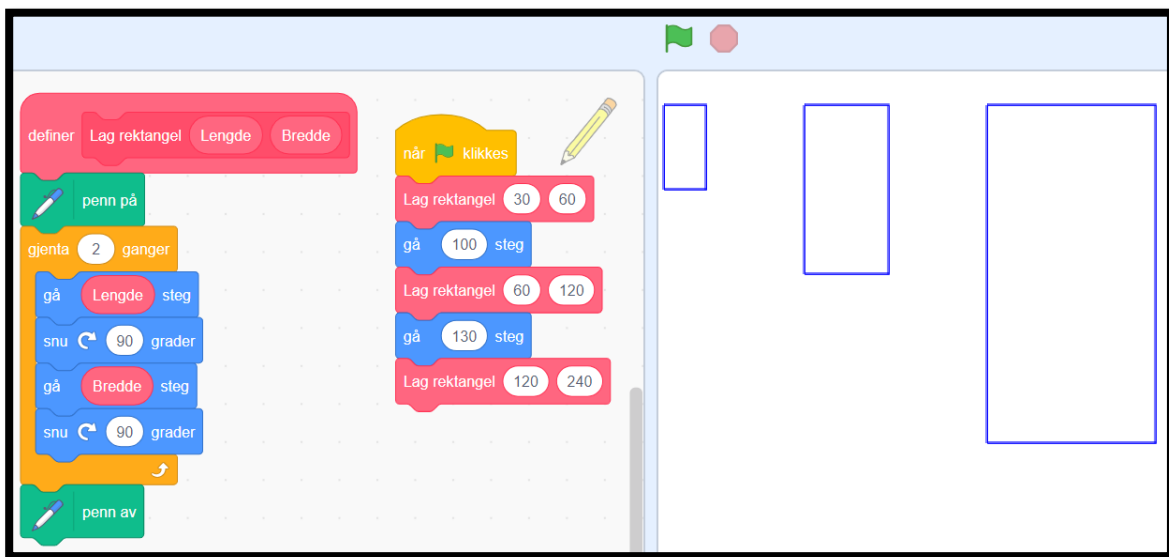 definer Lag rektangel Lengde Bredde
penn på
gjenta 2 ganger
gå Lengde steg
snu 90 grader
gå Bredde steg
snu 90 grader
penn av
når klikkes
Lag rektangel 30 60
gå 100 steg
Lag rektangel 60 120
gå 130 steg
Lag rektangel 120 240